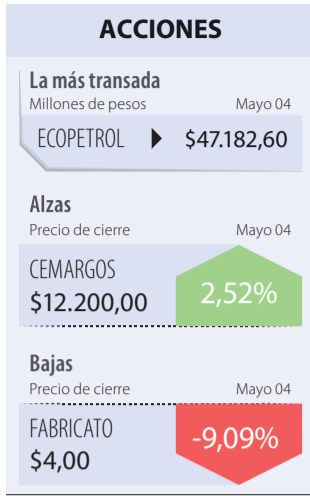 ACCIONES
La más transada
Millones de pesos Mayo 04
ECOPETROL $47.182,60
Alzas
Precio de cierre Mayo 04
CEMARGOS
$12.200,00
2,52%
Bajas
Precio de cierre Mayo 04
FABRICATO
$4,00
-9,09%